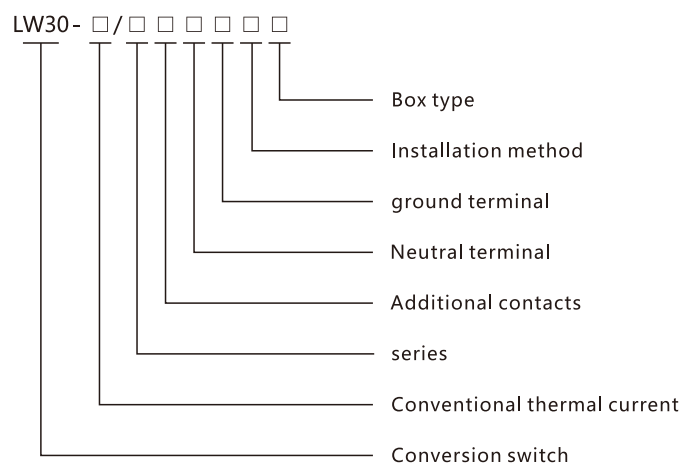 LW30-□/□□□□□□
Box type
Installation method
ground terminal
Neutral terminal
Additional contacts
series
Conventional thermal current
Conversion switch